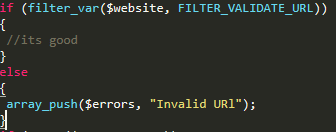 if (filter_var($website, FILTER_VALIDATE_URL))
{
//its good
}
else
{
array_push($errors, "Invalid URl");
}